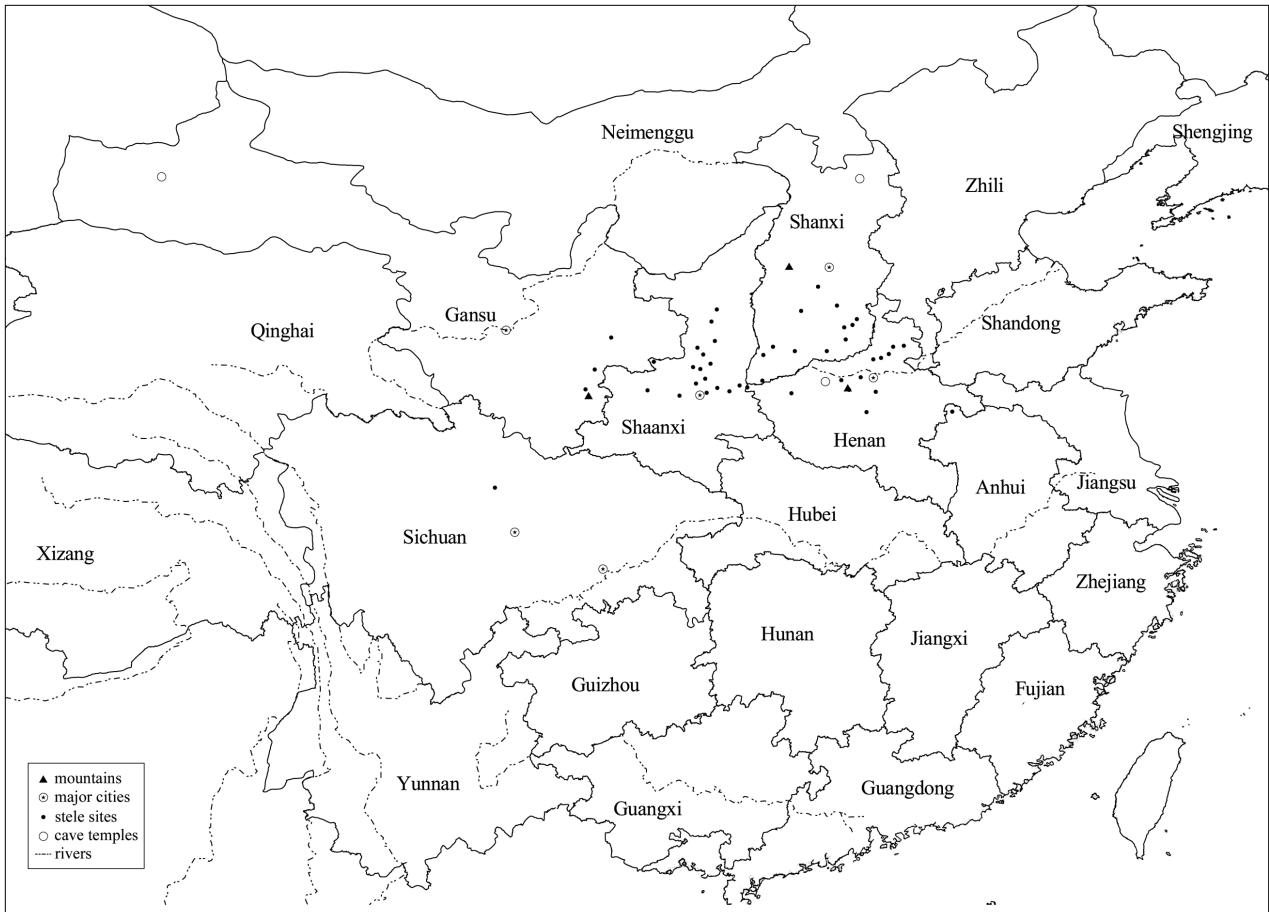 Neimenggu
Shengjing
Zhili
Shanxi
Gansu
Shandong
Qinghai
Shaanxi
Henan
Anhui
Jiangsu
Hubei
Sichuan
Xizang
Zhejiang
Hunan
Jiangxi
Guizhou
Fujian
Yunnan
Guangdong
Guangxi
mountains
major cities
stele sites
cave temples
rivers